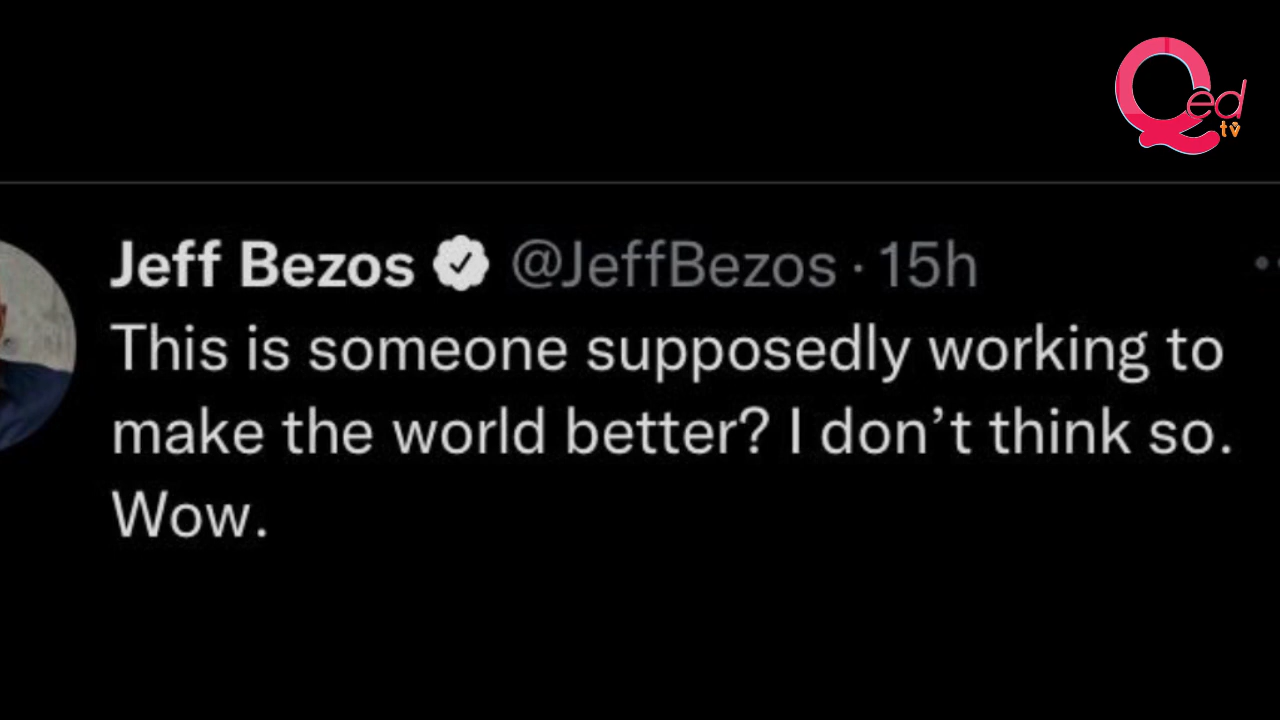 Qed
tv
Jeff Bezos @JeffBezos · 15h
This is someone supposedly working to
make the world better? I don’t think so.
Wow.